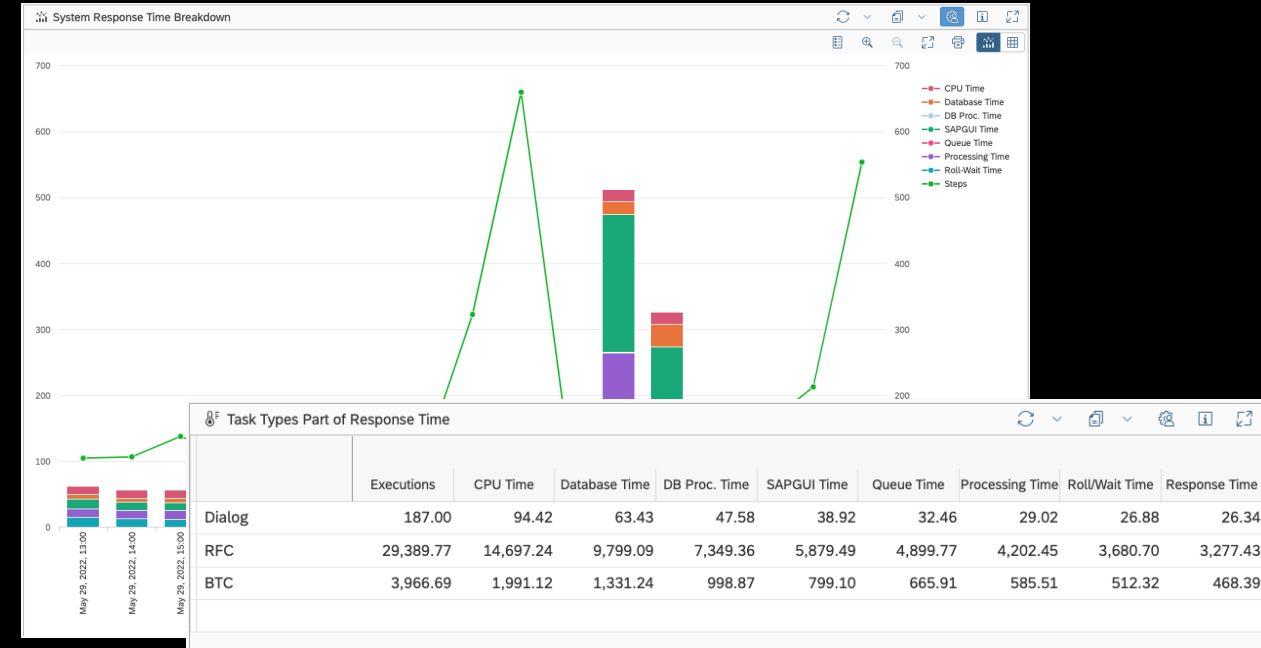 System Response Time Breakdown
700
600
500
400
300
200
100
0
700
600
500
400
300
200
CPU Time
Database Time
DB Proc. Time
SAPGUI Time
Queue Time
Processing Time
Roll-Wait Time
Steps
May 29, 2022, 13:00
May 29, 2022, 14:00
May 29, 2022, 15:00
Task Types Part of Response Time
Executions CPU Time Database Time DB Proc. Time SAPGUI Time Queue Time Processing Time Roll/Wait Time Response Time
Dialog 187.00 94.42 63.43 47.58 38.92 32.46 29.02 26.88 26.34
RFC 29,389.77 14,697.24 9,799.09 7,349.36 5,879.49 4,899.77 4,202.45 3,680.70 3,277.43
BTC 3,966.69 1,991.12 1,331.24 998.87 799.10 665.91 585.51 512.32 468.39